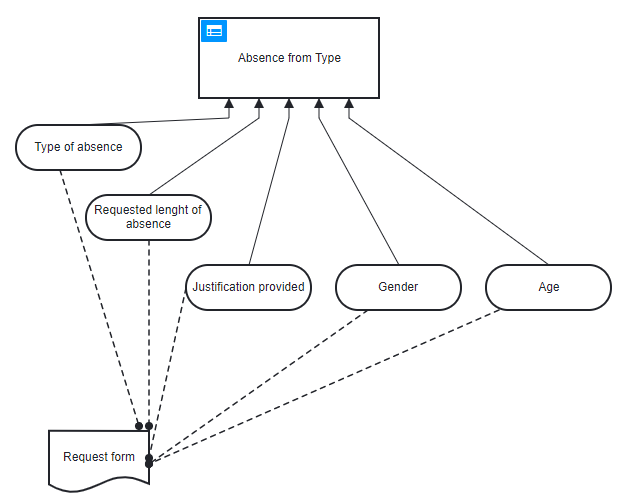 Absence from Type
Type of absence
Requested lenght of
absence
Justification provided
Gender
Age
Request form